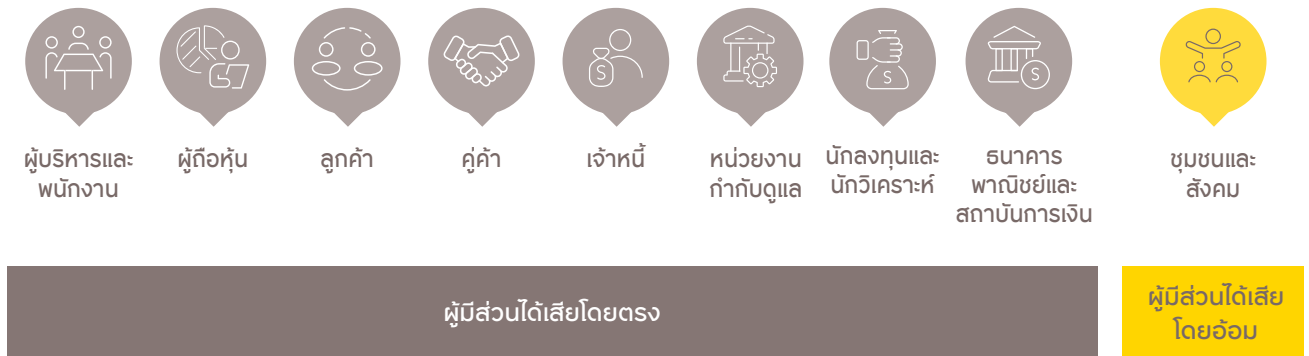 ผู้บริหารและ
พนักงาน
ผู้ถือหุ้น
ลูกค้า
คู่ค้า
เจ้าหนี้
หน่วยงาน
กำกับดูแล
นักลงทุนและ
นักวิเคราะห์
ธนาคาร
พาณิชย์และ
สถาบันการเงิน
ชุมชนและ
สังคม
ผู้มีส่วนได้เสียโดยตรง
ผู้มีส่วนได้เสีย
โดยอ้อม